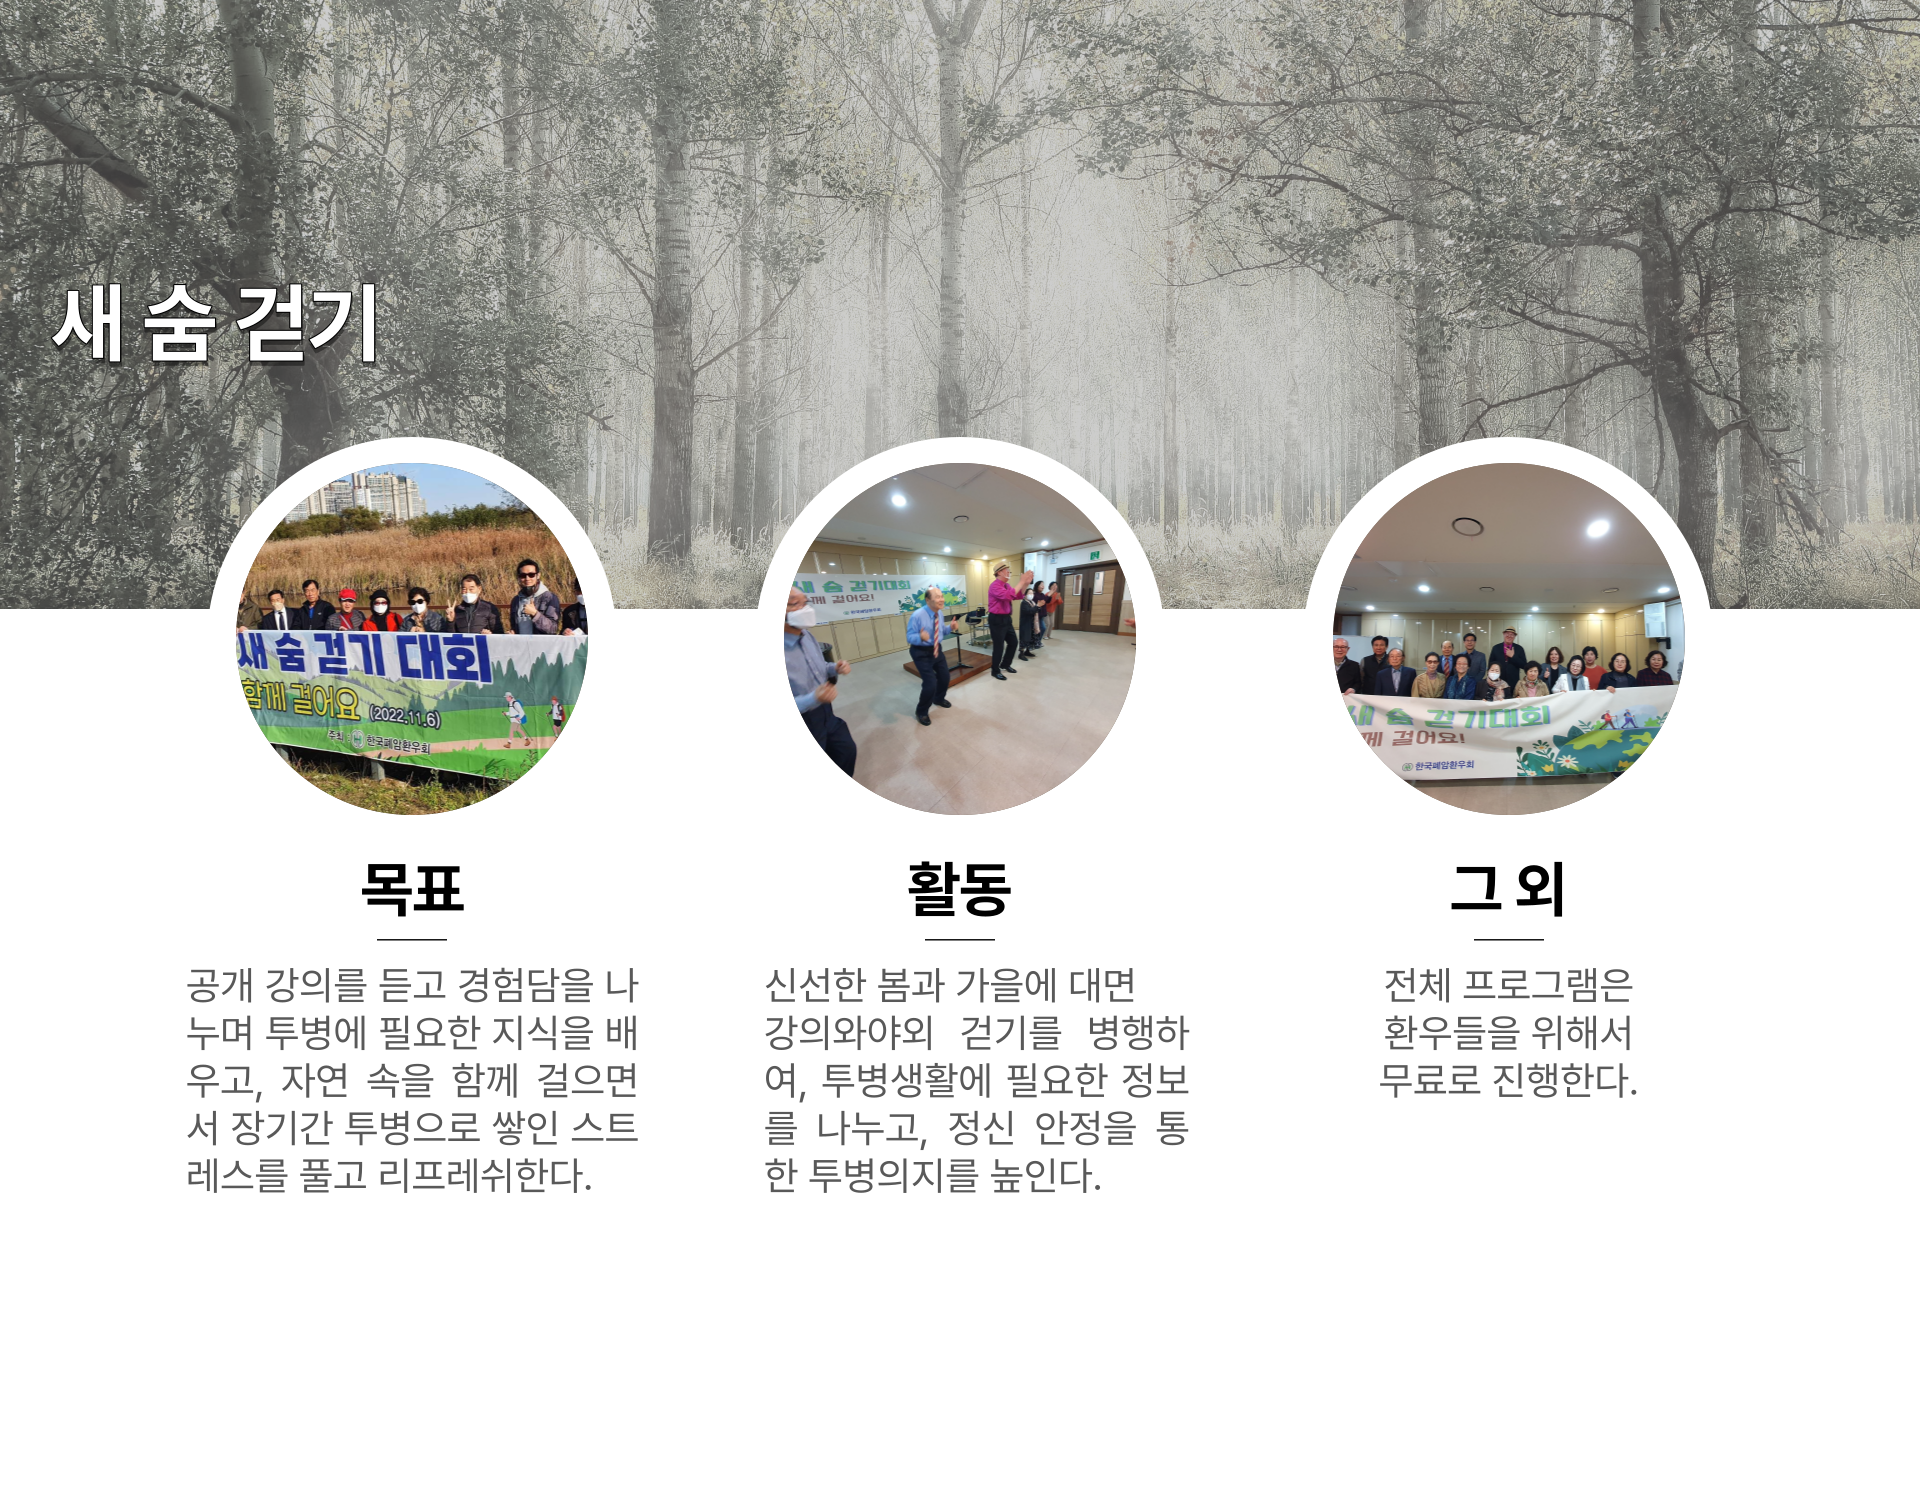 새 숨 걷기
새 숨 걷기 대회
함께 걸어요 (2022.11.6)
주최 : 한국폐암환우회
새 숨 걷기대회
함께 걸어요!
한국폐암환우회
새 숨 걷기대회
께 걸어요!
한국폐암환우회
목표
공개 강의를 듣고 경험담을 나
누며 투병에 필요한 지식을 배
우고, 자연 속을 함께 걸으면
서 장기간 투병으로 쌓인 스트
레스를 풀고 리프레쉬한다.
활동
신선한 봄과 가을에 대면
강의와야외 걷기를 병행하
여, 투병생활에 필요한 정보
를 나누고, 정신 안정을 통
한 투병의지를 높인다.
그 외
전체 프로그램은
환우들을 위해서
무료로 진행한다.